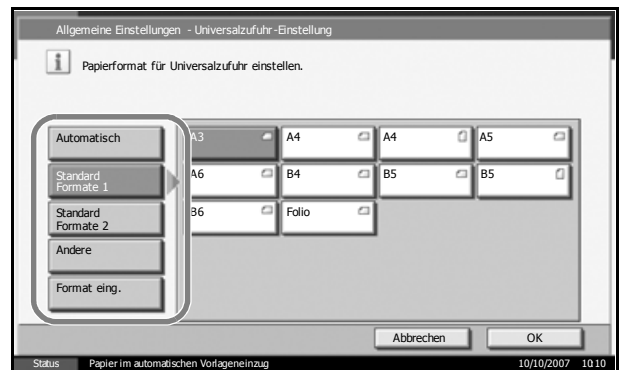 Allgemeine Einstellungen - Universalzufuhr-Einstellung
Papierformat für Universalzufuhr einstellen.
Automatisch
Standard
Formate 1
Standard
Formate 2
Andere
Format eing.
A3 A4 A4 A5
A6 B4 B5 B5
B6 Folio
Abbrechen OK
Status Papier im automatischen Vorlageneinzug 10/10/2007 10:10